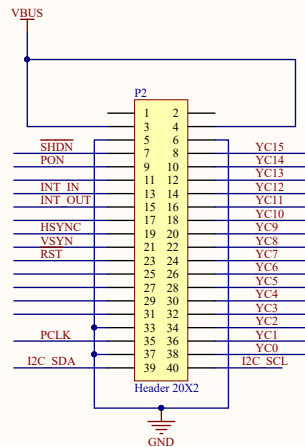 VBUS
P2
1 2
3 4
5 6
SHDN 7 8 YC15
PON 9 10 YC14
11 12 YC13
INT_IN 13 14 YC12
INT_OUT 15 16 YC11
17 18 YC10
HSYNC 19 20 YC9
VSYN 21 22 YC8
RST 23 24 YC7
25 26 YC6
27 28 YC5
29 30 YC4
31 32 YC3
33 34 YC2
PCLK 35 36 YC1
37 38 YC0
I2C_SDA 39 40 I2C_SCL
Header 20X2
GND